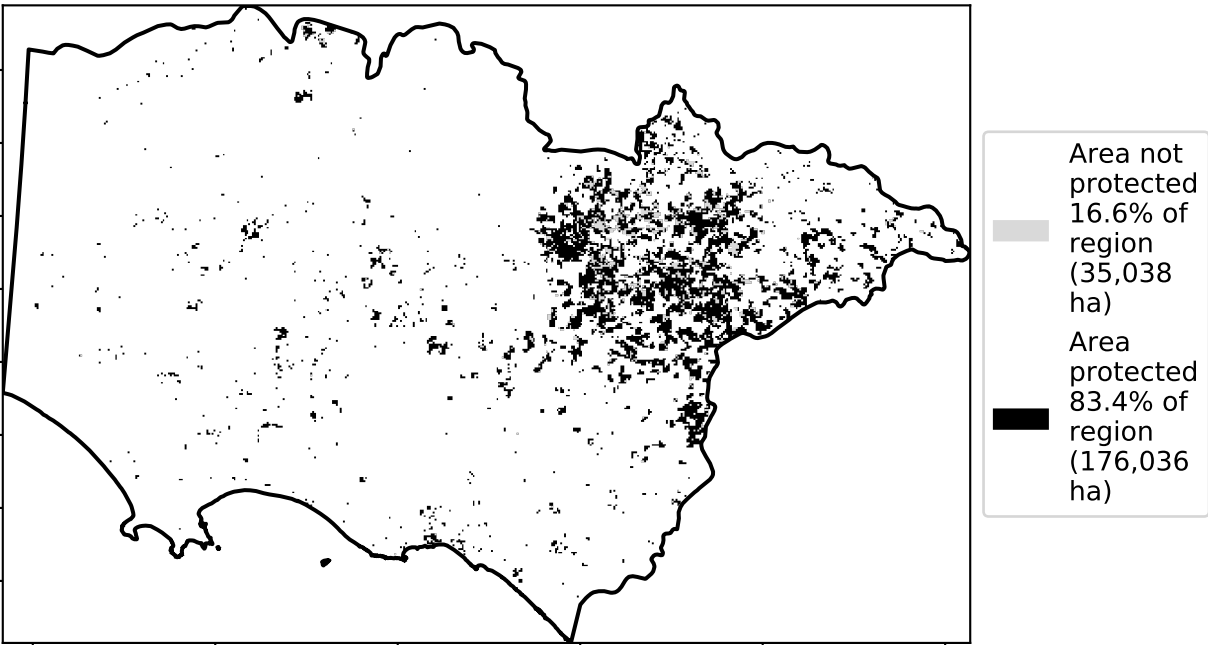 Area not
protected
16.6% of
region
(35,038
ha)
Area
protected
83.4% of
region
(176,036
ha)